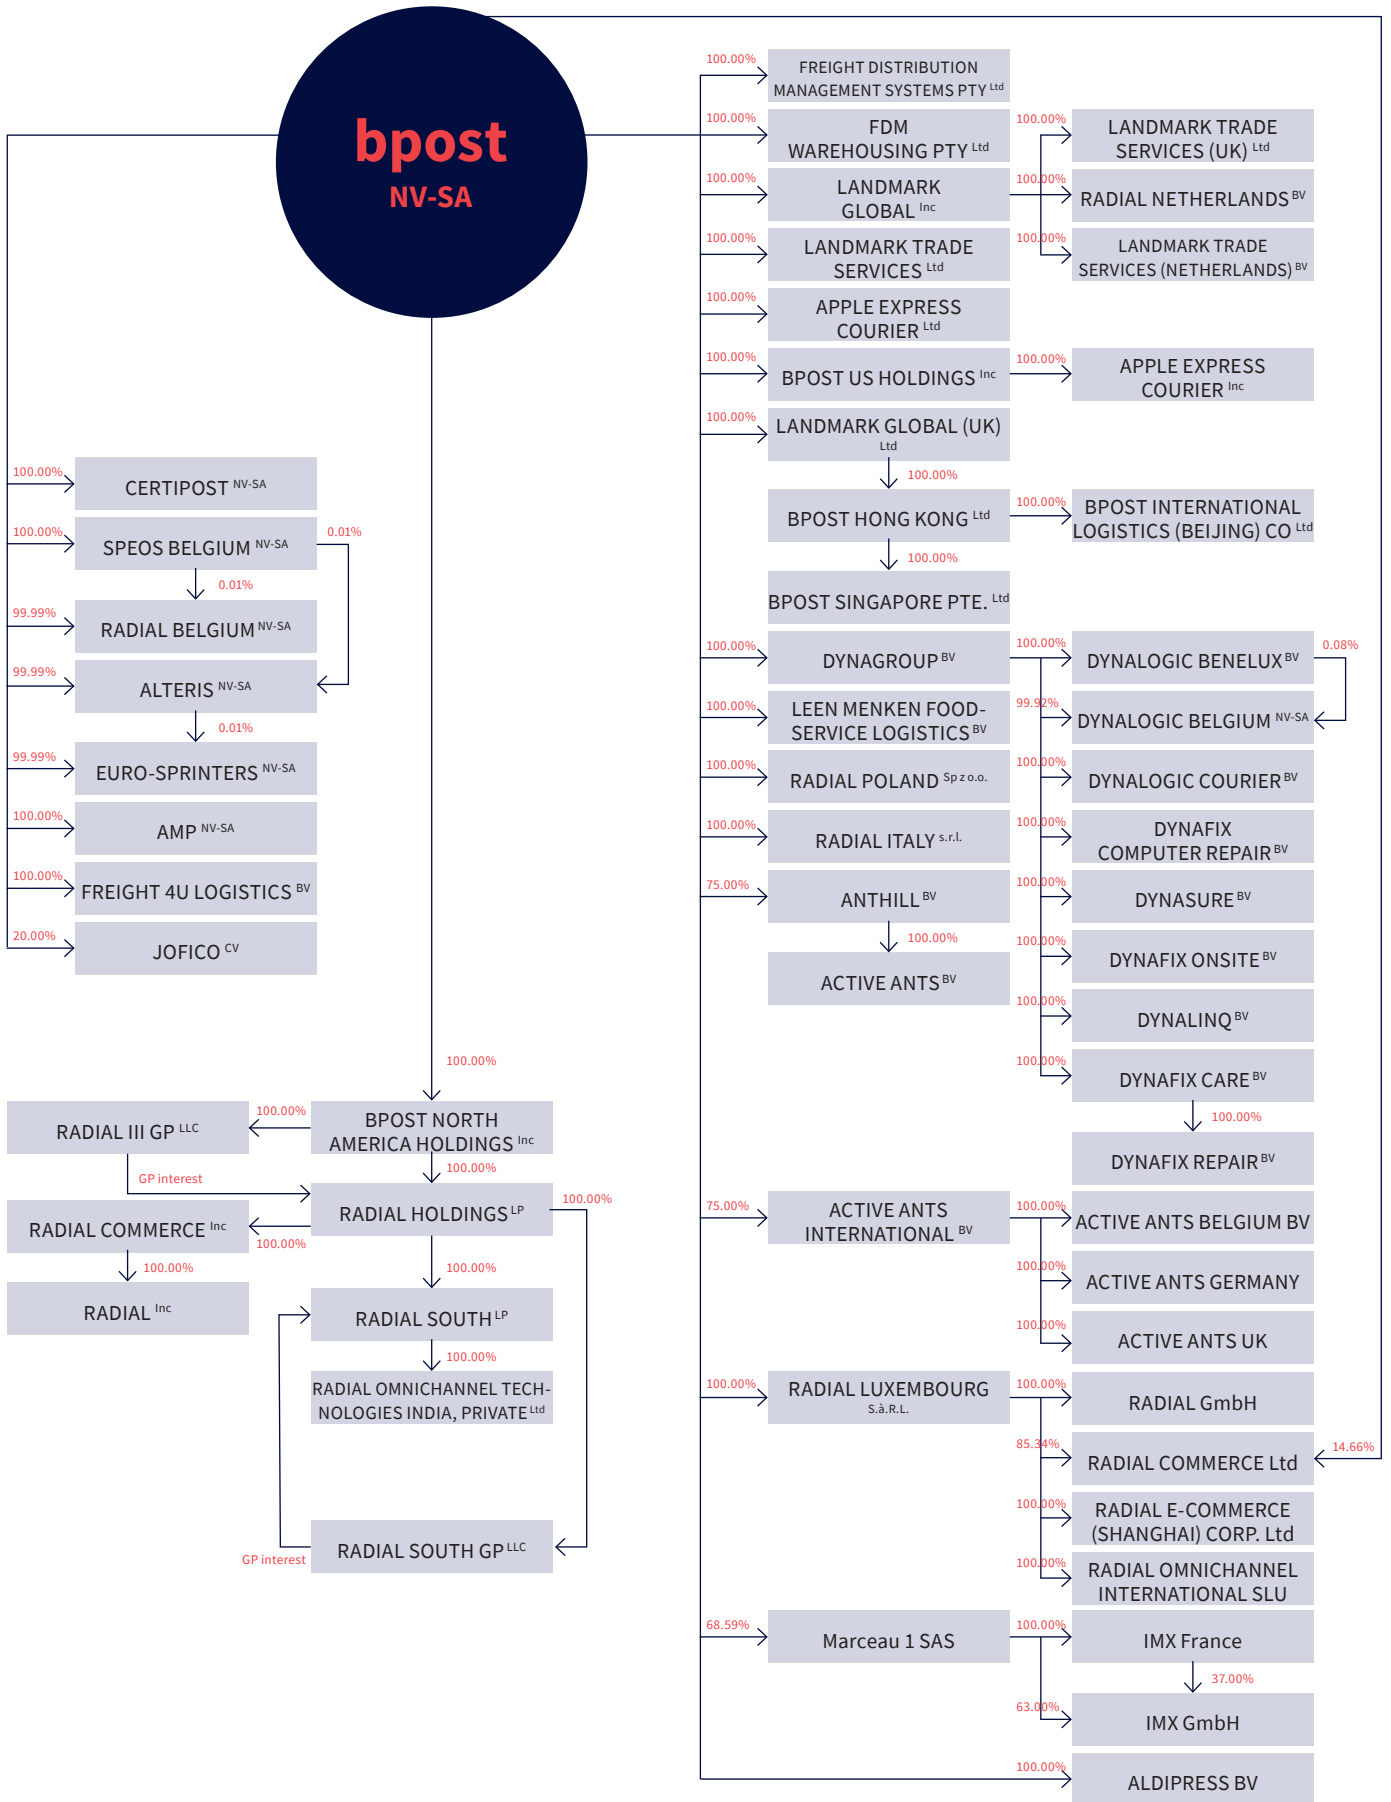 bpost
NV-SA
100.00%
CERTIPOST NV-SA
100.00%
SPEOS BELGIUM NV-SA
0.01%
0.01%
99.99%
RADIAL BELGIUM NV-SA
99.99%
ALTERIS NV-SA
0.01%
99.99%
EURO-SPRINTERS NV-SA
100.00%
AMP NV-SA
100.00%
FREIGHT 4U LOGISTICS BV
20.00%
JOFICO CV
100.00%
BPOST NORTH
AMERICA HOLDINGS Inc
100.00%
RADIAL III GP LLC
100.00%
GP interest
RADIAL HOLDINGS LP
100.00%
RADIAL COMMERCE Inc
100.00%
100.00%
RADIAL Inc
100.00%
RADIAL SOUTH LP
100.00%
RADIAL OMNICHANNEL TECH-
NOLOGIES INDIA, PRIVATE Ltd
RADIAL SOUTH GP LLC
GP interest
100.00%
FREIGHT DISTRIBUTION
MANAGEMENT SYSTEMS PTY Ltd
100.00%
FDM
WAREHOUSING PTY Ltd
100.00%
LANDMARK
GLOBAL Inc
100.00%
LANDMARK TRADE
SERVICES (UK) Ltd
100.00%
RADIAL NETHERLANDS BV
100.00%
LANDMARK TRADE
SERVICES (NETHERLANDS) BV
100.00%
LANDMARK TRADE
SERVICES Ltd
100.00%
APPLE EXPRESS
COURIER Ltd
100.00%
BPOST US HOLDINGS Inc
100.00%
APPLE EXPRESS
COURIER Inc
100.00%
LANDMARK GLOBAL (UK)
Ltd
100.00%
BPOST HONG KONG Ltd
100.00%
BPOST INTERNATIONAL
LOGISTICS (BEIJING) CO Ltd
100.00%
BPOST SINGAPORE PTE. Ltd
100.00%
DYNAGROUP BV
100.00%
DYNALOGIC BENELUX BV
0.08%
99.92%
DYNALOGIC BELGIUM NV-SA
100.00%
DYNALOGIC COURIER BV
100.00%
DYNAFIX
COMPUTER REPAIR BV
100.00%
DYNASURE BV
100.00%
DYNAFIX ONSITE BV
100.00%
DYNALINQ BV
100.00%
DYNAFIX CARE BV
100.00%
DYNAFIX REPAIR BV
100.00%
LEEN MENKEN FOOD-
SERVICE LOGISTICS BV
100.00%
RADIAL POLAND Sp z o.o.
100.00%
RADIAL ITALY s.r.l.
75.00%
ANTHILL BV
100.00%
ACTIVE ANTS BV
75.00%
ACTIVE ANTS
INTERNATIONAL BV
100.00%
ACTIVE ANTS BELGIUM BV
100.00%
ACTIVE ANTS GERMANY
100.00%
ACTIVE ANTS UK
100.00%
RADIAL LUXEMBOURG
S.à.R.L.
100.00%
RADIAL GmbH
85.34%
RADIAL COMMERCE Ltd
14.66%
100.00%
RADIAL E-COMMERCE
(SHANGHAI) CORP. Ltd
100.00%
RADIAL OMNICHANNEL
INTERNATIONAL SLU
68.59%
Marceau 1 SAS
100.00%
IMX France
37.00%
63.00%
IMX GmbH
100.00%
ALDIPRESS BV